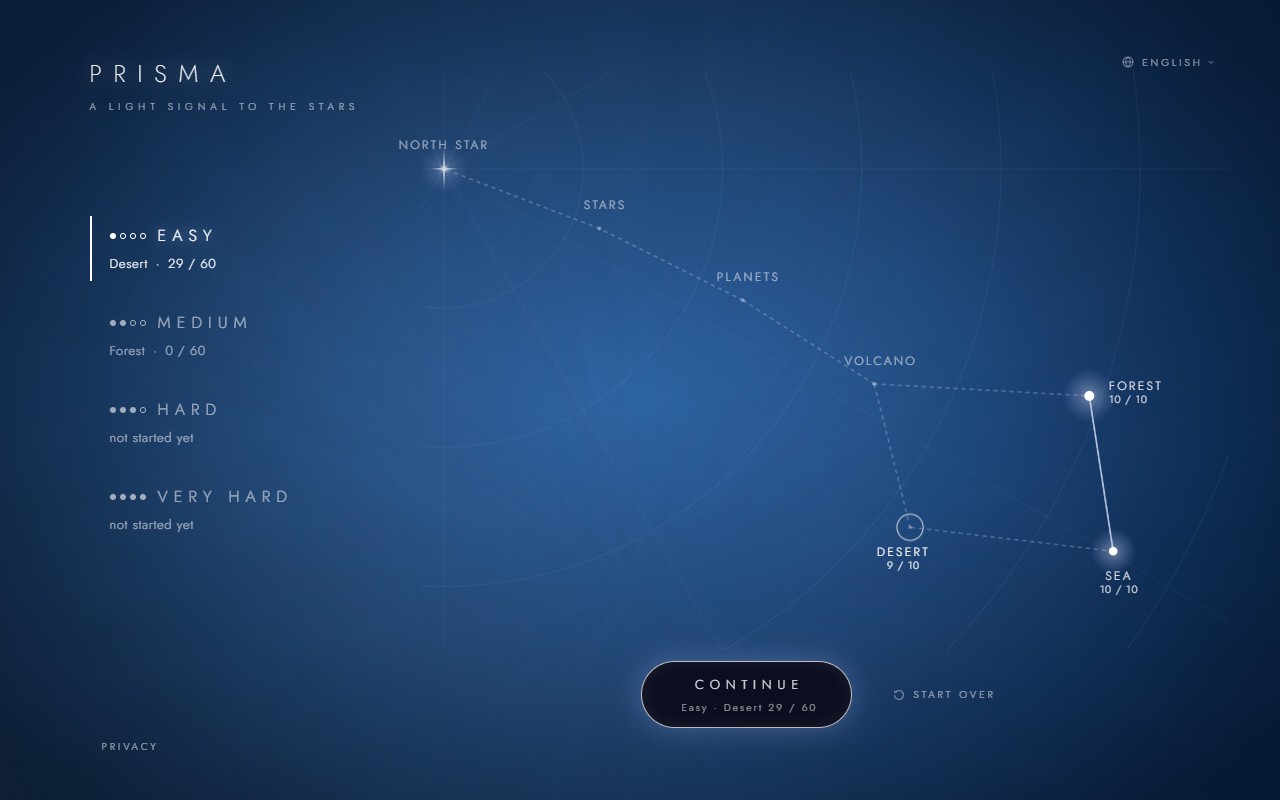 PRISMA
A LIGHT SIGNAL TO THE STARS
ENGLISH
NORTH STAR
STARS
PLANETS
VOLCANO
FOREST
10 / 10
DESERT
9 / 10
SEA
10 / 10
EASY
Desert · 29 / 60
MEDIUM
Forest · 0 / 60
HARD
not started yet
VERY HARD
not started yet
CONTINUE
Easy · Desert 29 / 60
START OVER
PRIVACY